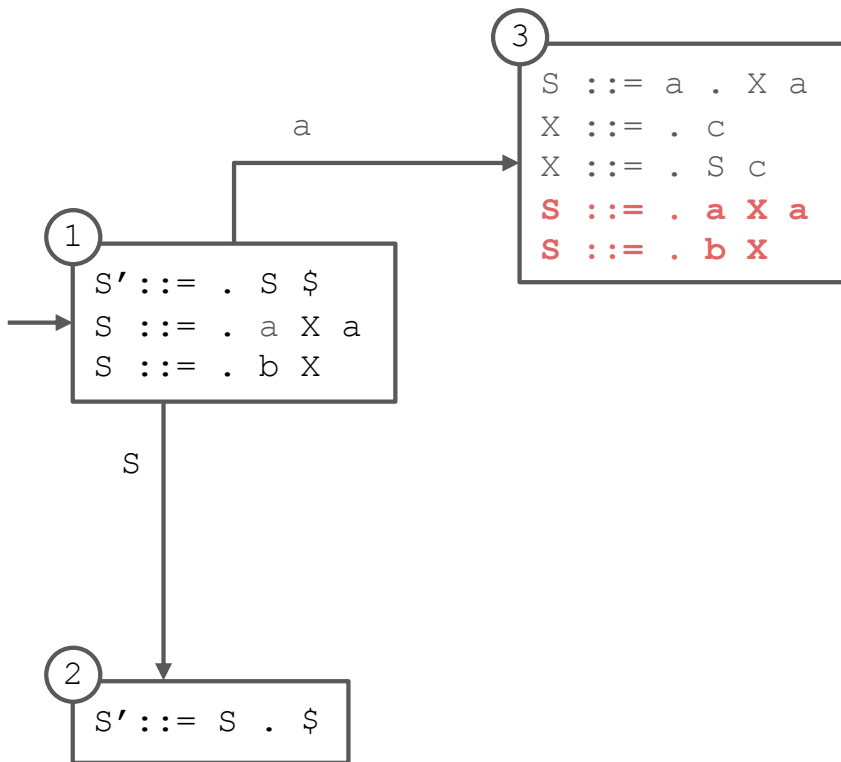 3
S ::= a . X a
X ::= . c
X ::= . S c
S ::= . a X a
S ::= . b X
a
1
S'::= . S $
S ::= . a X a
S ::= . b X
S
2
S'::= S . $